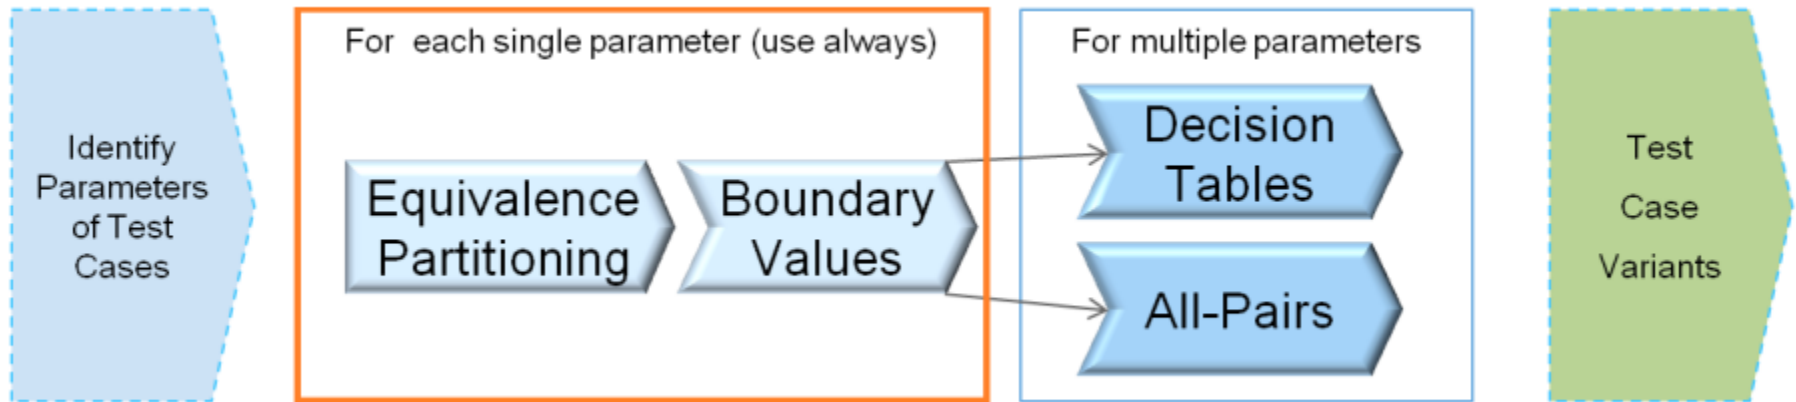 Identify
Parameters
of Test
Cases
For each single parameter (use always)
Equivalence
Partitioning
Boundary
Values
For multiple parameters
Decision
Tables
All-Pairs
Test
Case
Variants